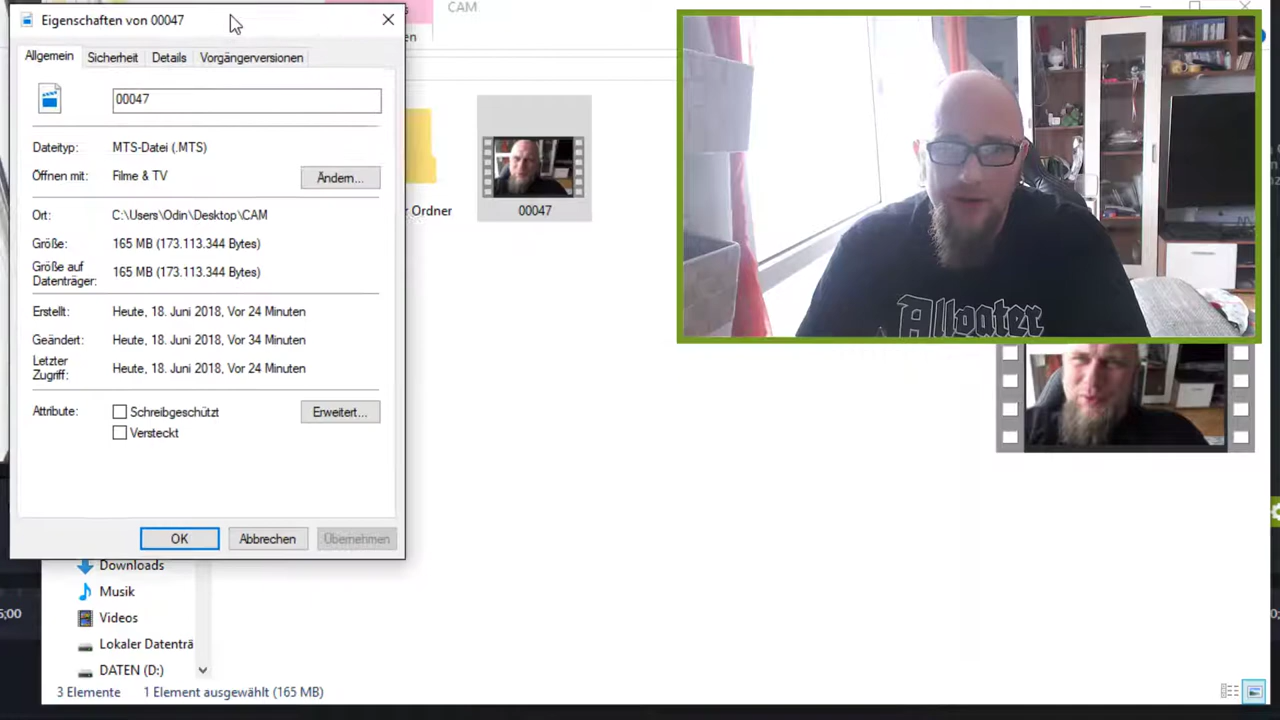 Eigenschaften von 00047
Allgemein Sicherheit Details Vorgängerversionen
00047
Dateityp: MTS-Datei (.MTS)
Öffnen mit: Filme & TV Ändern...
Ort: C:\Users\Odin\Desktop\CAM
Größe: 165 MB (173.113.344 Bytes)
Größe auf
Datenträger: 165 MB (173.113.344 Bytes)
Erstellt: Heute, 18. Juni 2018, Vor 24 Minuten
Geändert: Heute, 18. Juni 2018, Vor 34 Minuten
Letzter
Zugriff: Heute, 18. Juni 2018, Vor 24 Minuten
Attribute: Schreibgeschützt Erweitert...
Versteckt
OK Abbrechen Übernehmen
CAM
Ordner
00047
Allgater
Downloads
Musik
Videos
Lokaler Datenträ
DATEN (D:)
3 Elemente 1 Element ausgewählt (165 MB)
5;00